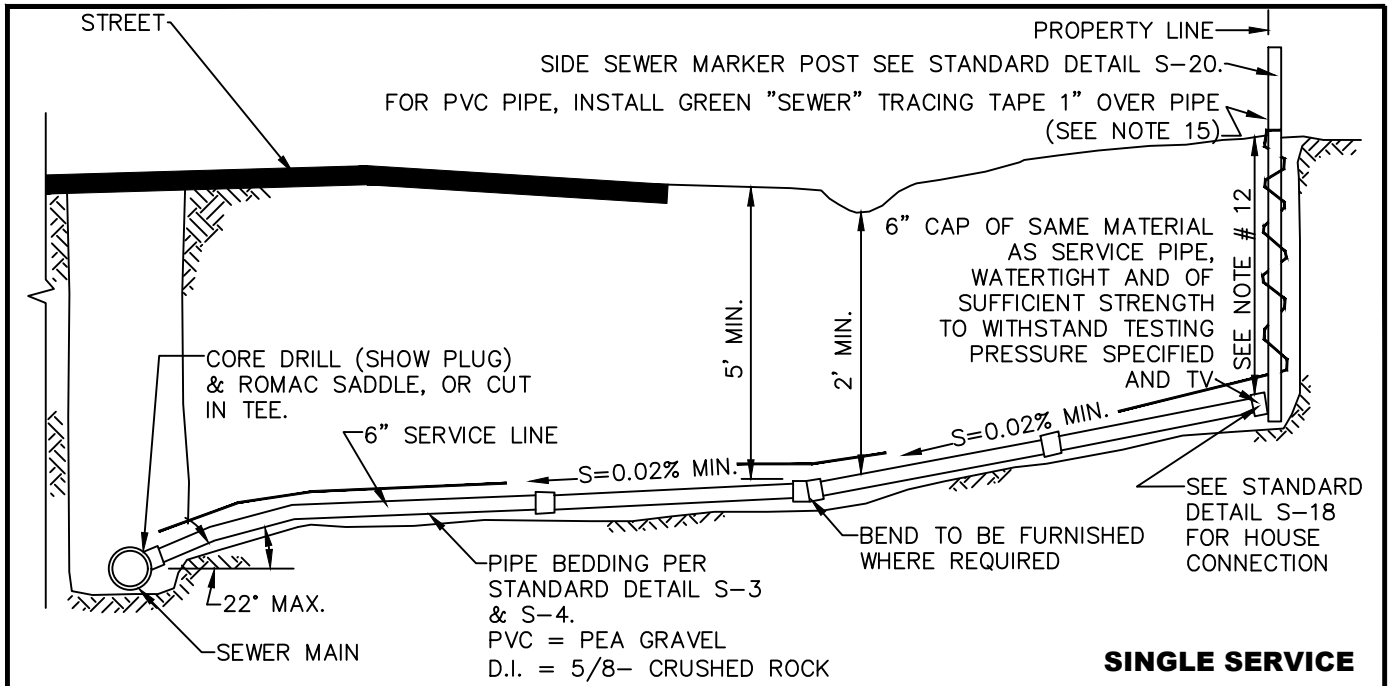 STREET
PROPERTY LINE
SIDE SEWER MARKER POST SEE STANDARD DETAIL S-20.
FOR PVC PIPE, INSTALL GREEN "SEWER" TRACING TAPE 1" OVER PIPE
(SEE NOTE 15)
6" CAP OF SAME MATERIAL
AS SERVICE PIPE,
WATERTIGHT AND OF
SUFFICIENT STRENGTH
TO WITHSTAND TESTING
PRESSURE SPECIFIED
AND TV
SEE NOTE # 12
5' MIN.
2' MIN.
CORE DRILL (SHOW PLUG)
& ROMAC SADDLE, OR CUT
IN TEE.
6" SERVICE LINE
S=0.02% MIN.
S=0.02% MIN.
SEE STANDARD
DETAIL S-18
FOR HOUSE
CONNECTION
BEND TO BE FURNISHED
WHERE REQUIRED
PIPE BEDDING PER
STANDARD DETAIL S-3
& S-4.
PVC = PEA GRAVEL
D.I. = 5/8- CRUSHED ROCK
22° MAX.
SEWER MAIN
SINGLE SERVICE